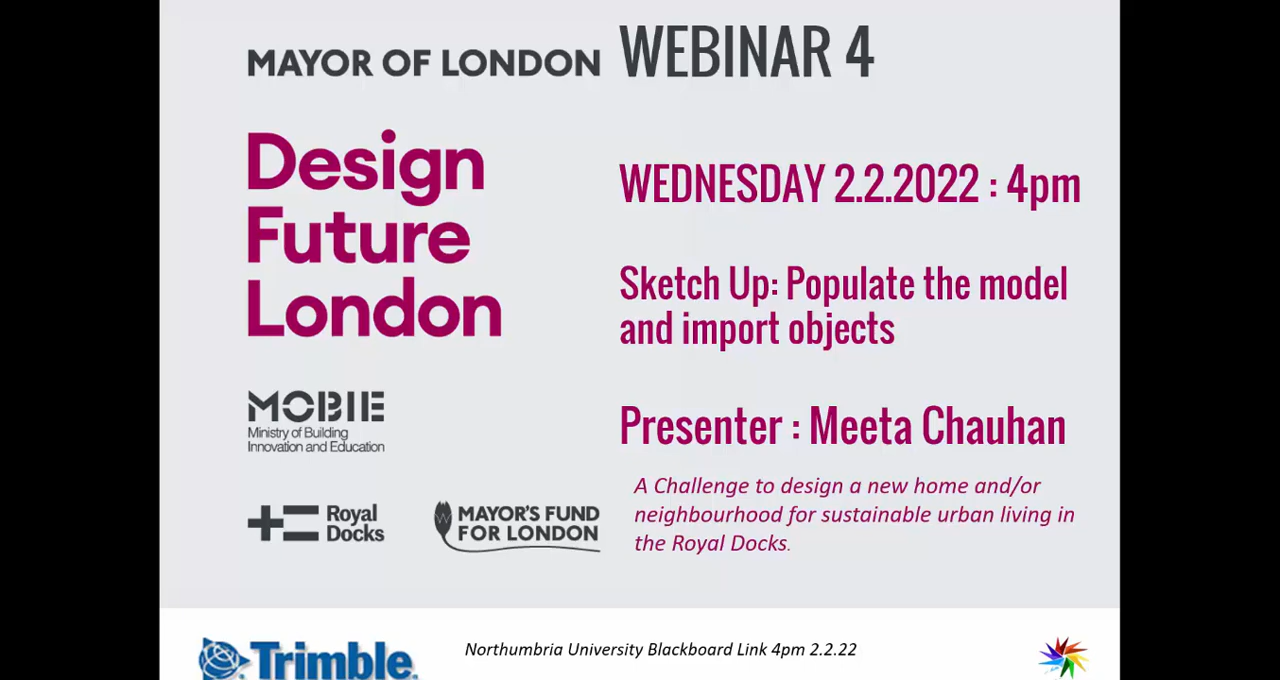 MAYOR OF LONDON
WEBINAR 4
Design
Future
London
WEDNESDAY 2.2.2022 : 4pm
Sketch Up: Populate the model
and import objects
Presenter : Meeta Chauhan
A Challenge to design a new home and/or
neighbourhood for sustainable urban living in
the Royal Docks.
MOBIE
Ministry of Building
Innovation and Education
Royal
Docks
MAYOR'S FUND
FOR LONDON
Trimble.
Northumbria University Blackboard Link 4pm 2.2.22